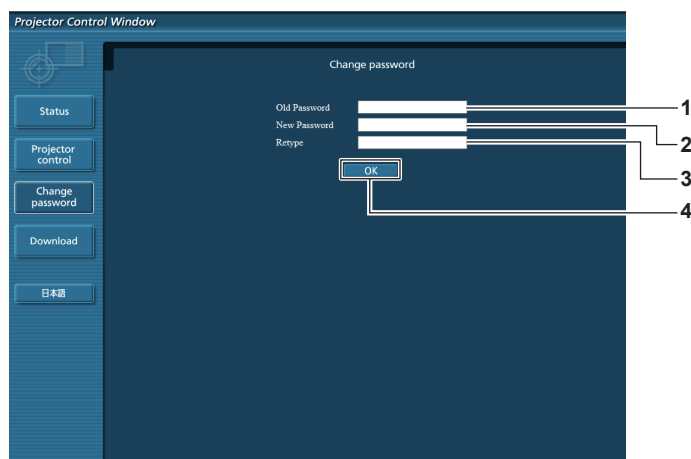 Projector Control Window
Change password
Old Password
New Password
Retype
OK
Status
Projector
control
Change
password
Download
日本語
1
2
3
4